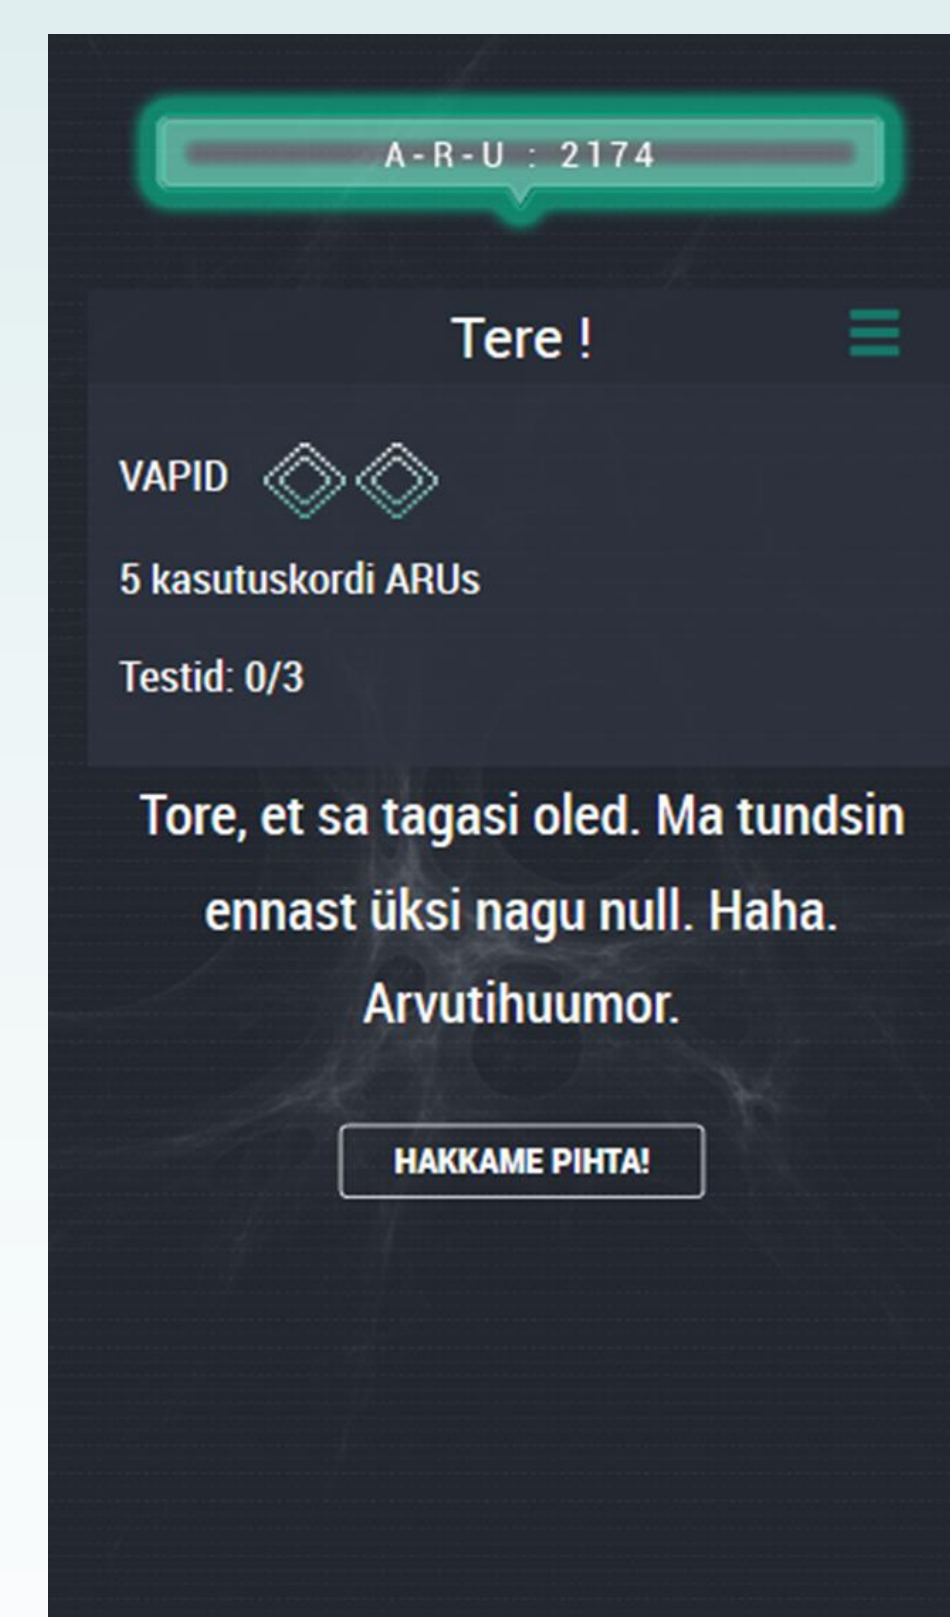 A-R-U : 2174
Tere !
VAPID
5 kasutuskordi ARUs
Testid: 0/3
Tore, et sa tagasi oled. Ma tundsin
ennast üksi nagu null. Haha.
Arvutihuumor.
HAKKAME PIHTA!